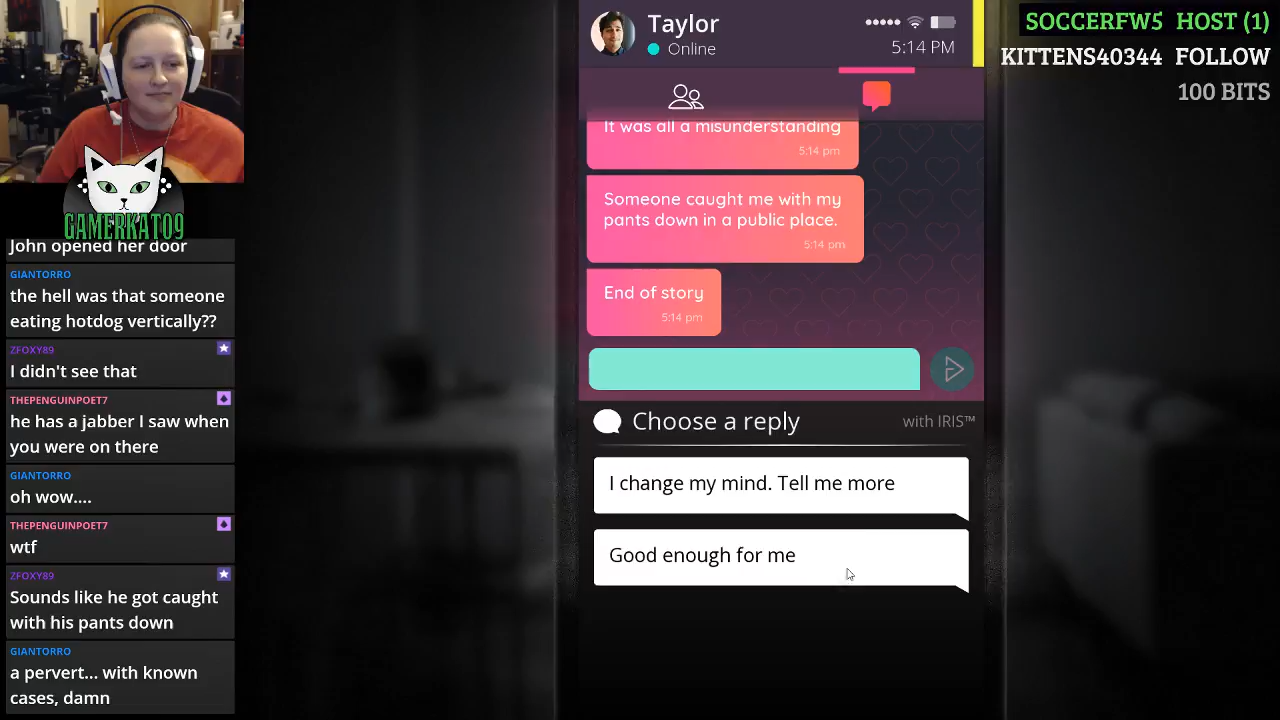 SOCCERFW5 HOST (1)
KITTENS40344 FOLLOW
100 BITS
Taylor
Online
5:14 PM
It was all a misunderstanding
5:14 pm
Someone caught me with my
pants down in a public place.
5:14 pm
End of story
5:14 pm
Choose a reply
with IRIS™
I change my mind. Tell me more
Good enough for me
GAMERKAT09
John opened her door
GIANTORRO
the hell was that someone
eating hotdog vertically??
ZFOXY89
I didn't see that
THEPENGUINPOET7
he has a jabber I saw when
you were on there
GIANTORRO
oh wow....
THEPENGUINPOET7
wtf
ZFOXY89
Sounds like he got caught
with his pants down
GIANTORRO
a pervert... with known
cases, damn